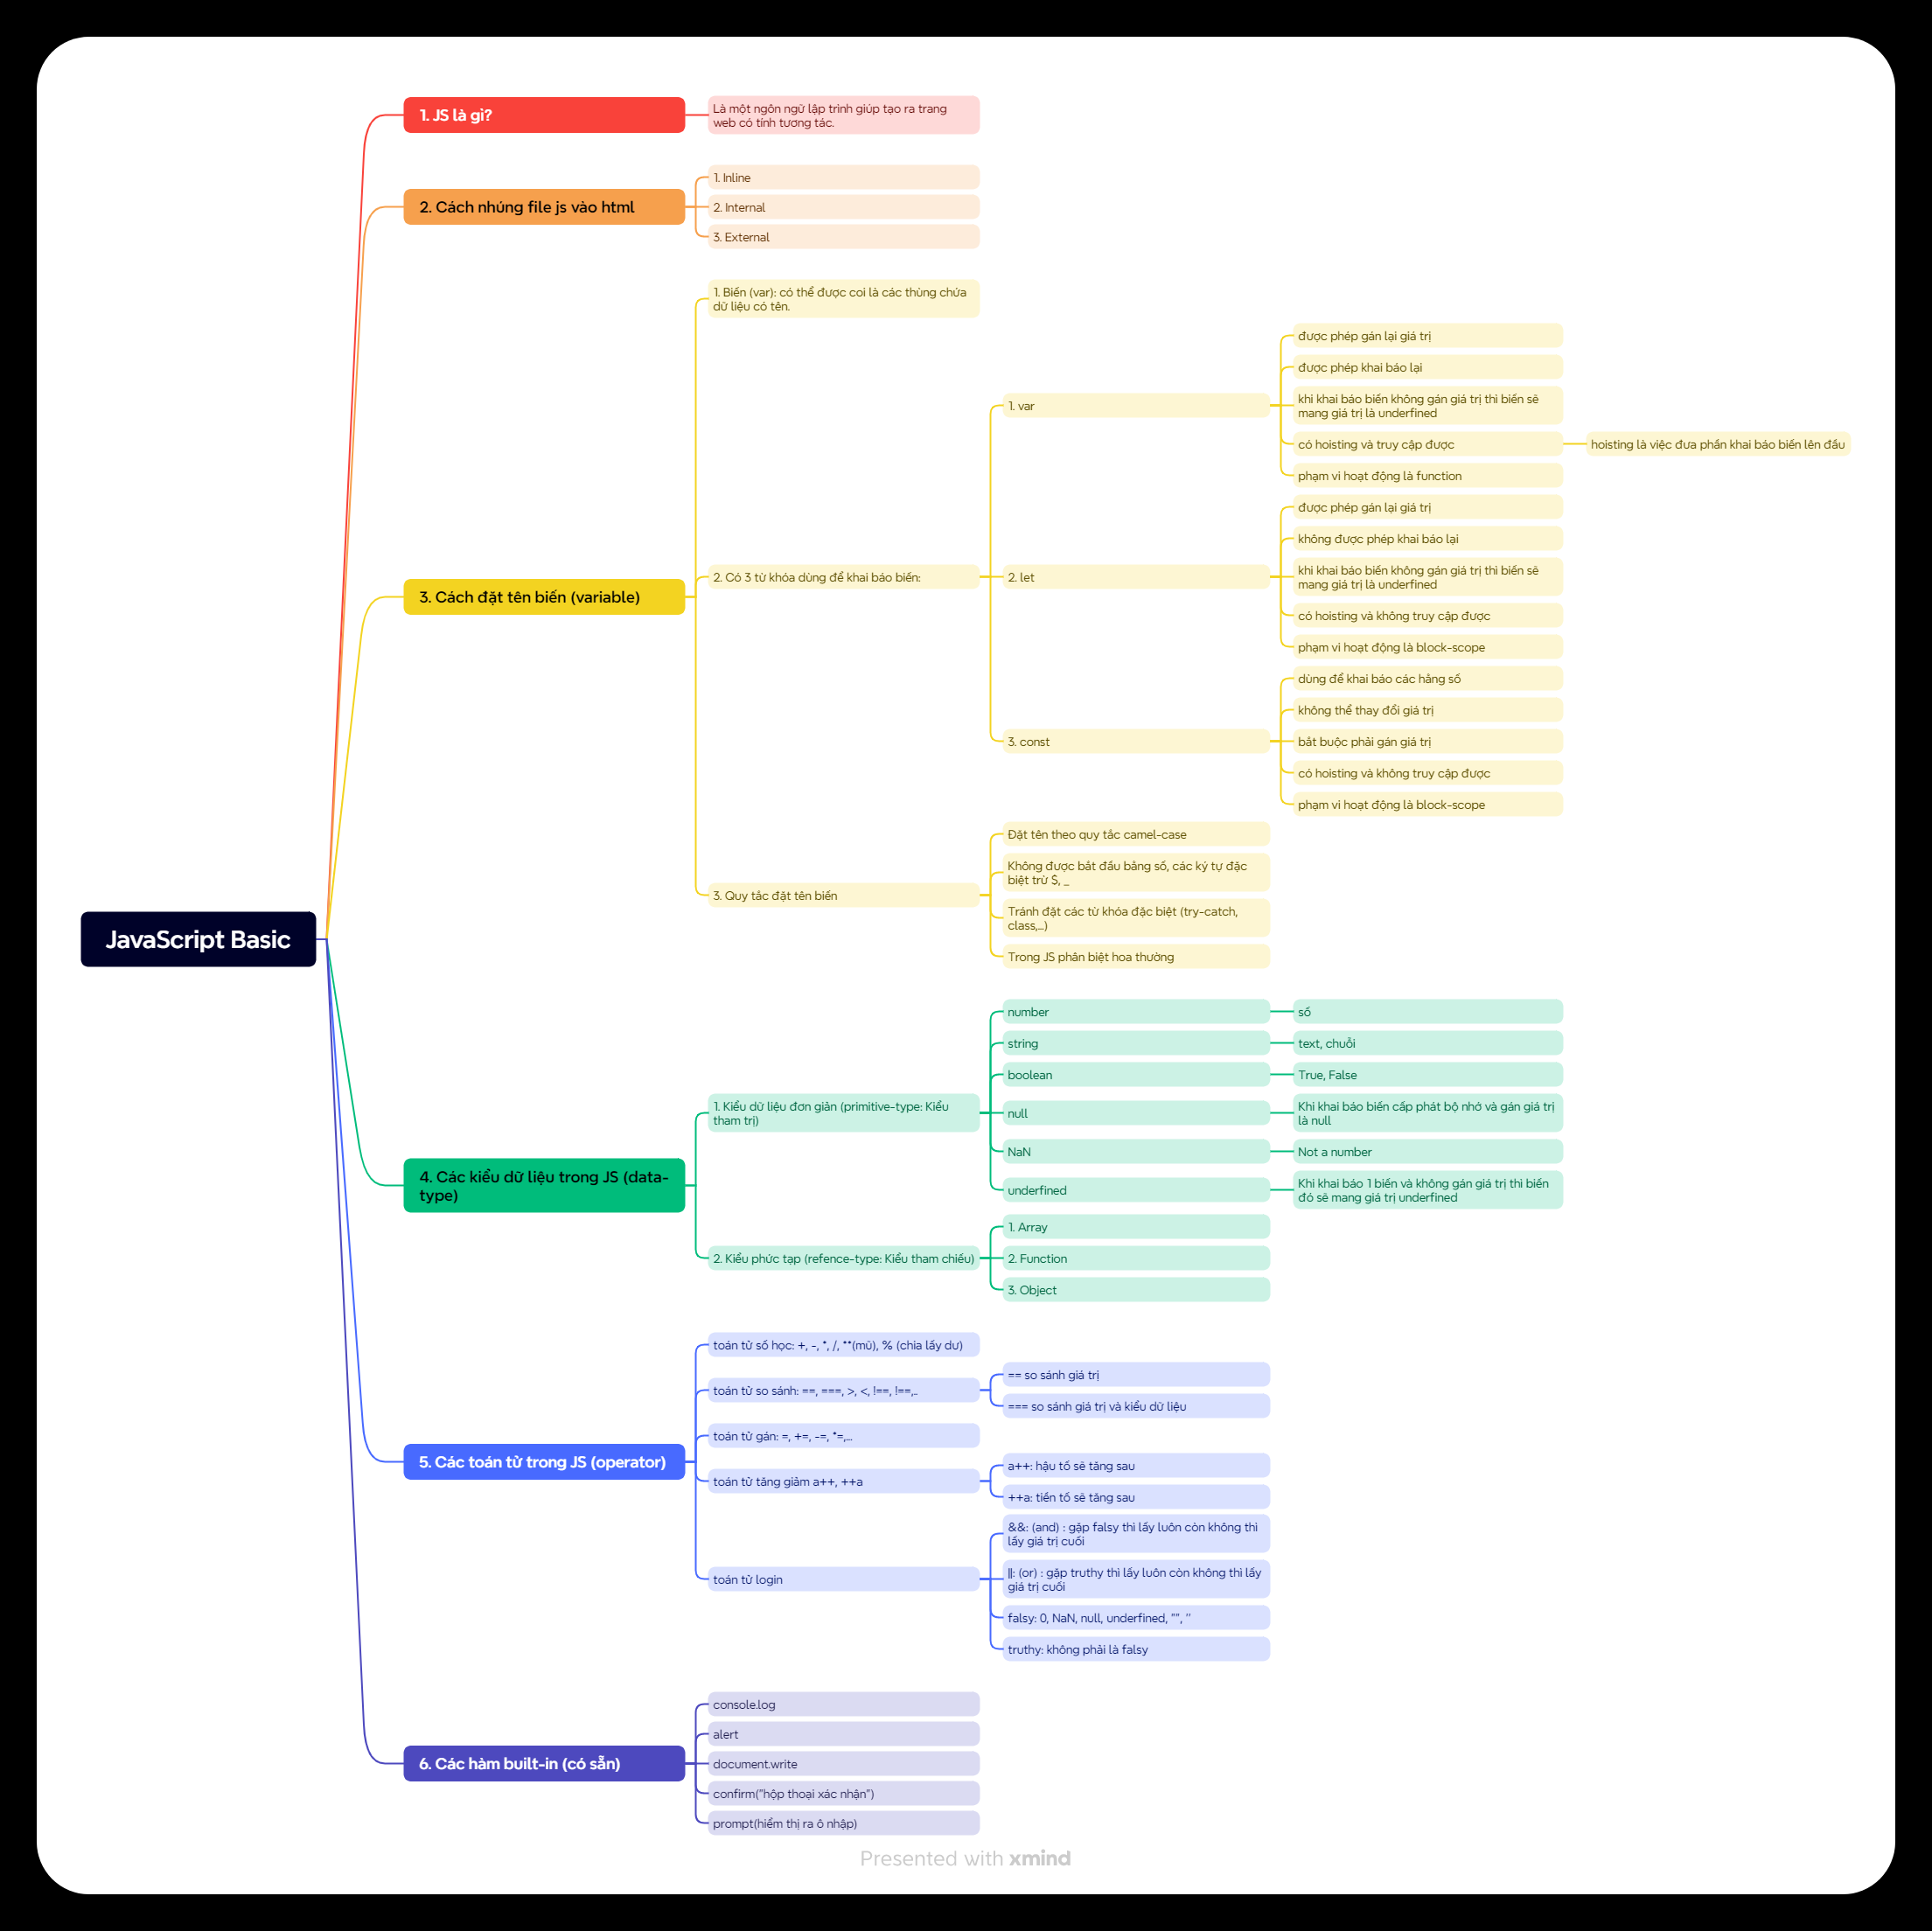 JavaScript Basic
1. JS là gì?
Là một ngôn ngữ lập trình giúp tạo ra trang
web có tính tương tác.
2. Cách nhúng file js vào html
1. Inline
2. Internal
3. External
3. Cách đặt tên biến (variable)
1. Biến (var): có thể được coi là các thùng chứa
dữ liệu có tên.
2. Có 3 từ khóa dùng để khai báo biến:
1. var
được phép gán lại giá trị
được phép khai báo lại
khi khai báo biến không gán giá trị thì biến sẽ
mang giá trị là underfined
có hoisting và truy cập được
hoisting là việc đưa phần khai báo biến lên đầu
phạm vi hoạt động là function
2. let
được phép gán lại giá trị
không được phép khai báo lại
khi khai báo biến không gán giá trị thì biến sẽ
mang giá trị là underfined
có hoisting và không truy cập được
phạm vi hoạt động là block-scope
3. const
dùng để khai báo các hằng số
không thể thay đổi giá trị
bắt buộc phải gán giá trị
có hoisting và không truy cập được
phạm vi hoạt động là block-scope
3. Quy tắc đặt tên biến
Đặt tên theo quy tắc camel-case
Không được bắt đầu bằng số, các ký tự đặc
biệt trừ $, _
Tránh đặt các từ khóa đặc biệt (try-catch,
class,...)
Trong JS phân biệt hoa thường
4. Các kiểu dữ liệu trong JS (data-
type)
1. Kiểu dữ liệu đơn giản (primitive-type: Kiểu
tham trị)
number
số
string
text, chuỗi
boolean
True, False
null
Khi khai báo biến cấp phát bộ nhớ và gán giá trị
là null
NaN
Not a number
underfined
Khi khai báo 1 biến và không gán giá trị thì biến
đó sẽ mang giá trị underfined
2. Kiểu phức tạp (refence-type: Kiểu tham chiếu)
1. Array
2. Function
3. Object
5. Các toán tử trong JS (operator)
toán tử số học: +, -, *, /, **(mũ), % (chia lấy dư)
toán tử so sánh: ==, ===, >, <, !==, !==,..
== so sánh giá trị
=== so sánh giá trị và kiểu dữ liệu
toán tử gán: =, +=, -=, *=,...
toán tử tăng giảm a++, ++a
a++: hậu tố sẽ tăng sau
++a: tiền tố sẽ tăng sau
toán tử login
&&: (and) : gặp falsy thì lấy luôn còn không thì
lấy giá trị cuối
||: (or) : gặp truthy thì lấy luôn còn không thì lấy
giá trị cuối
falsy: 0, NaN, null, underfined, "", ''
truthy: không phải là falsy
6. Các hàm built-in (có sẵn)
console.log
alert
document.write
confirm("hộp thoại xác nhận")
prompt(hiểm thị ra ô nhập)
Presented with xmind